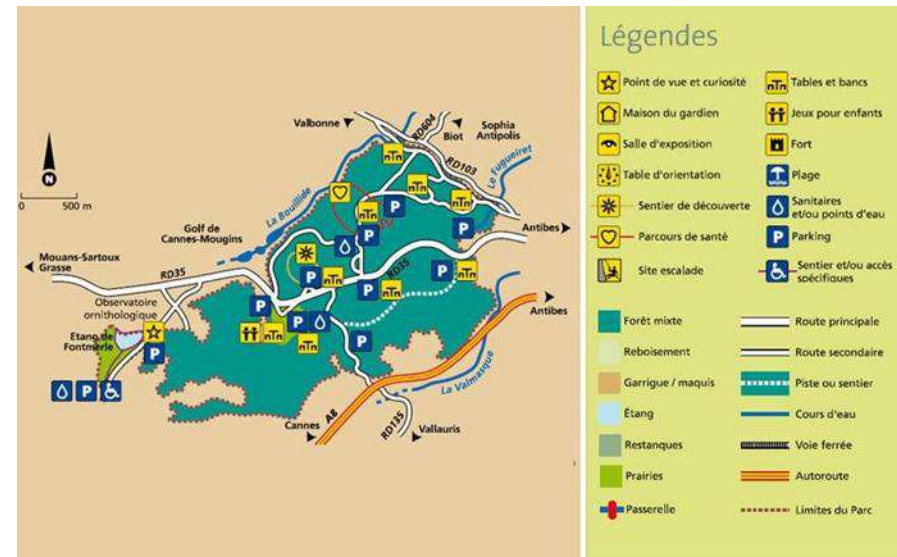 Valbonne
RD604
Biot
Sophia
Antipolis
RD103
Le Fugueiret
N
0 500 m
La Bouillide
Golf de
Cannes-Mougins
Antibes
Mouans-Sartoux
Grasse
RD35
RD35
Observatoire
ornithologique
Antibes
Etang de
Fontmerle
La Valmasque
Cannes
A8
RD135
Vallauris
P
P
P
P
P
P
P
P
P
P
Légendes
Point de vue et curiosité
Maison du gardien
Salle d'exposition
Table d'orientation
Sentier de découverte
Parcours de santé
Site escalade
Tables et bancs
Jeux pour enfants
Fort
Plage
Sanitaires
et/ou points d'eau
P Parking
Sentier et/ou accès
spécifiques
Forêt mixte
Reboisement
Garrigue / maquis
Étang
Restanques
Prairies
Passerelle
Route principale
Route secondaire
Piste ou sentier
Cours d'eau
Voie ferrée
Autoroute
Limites du Parc